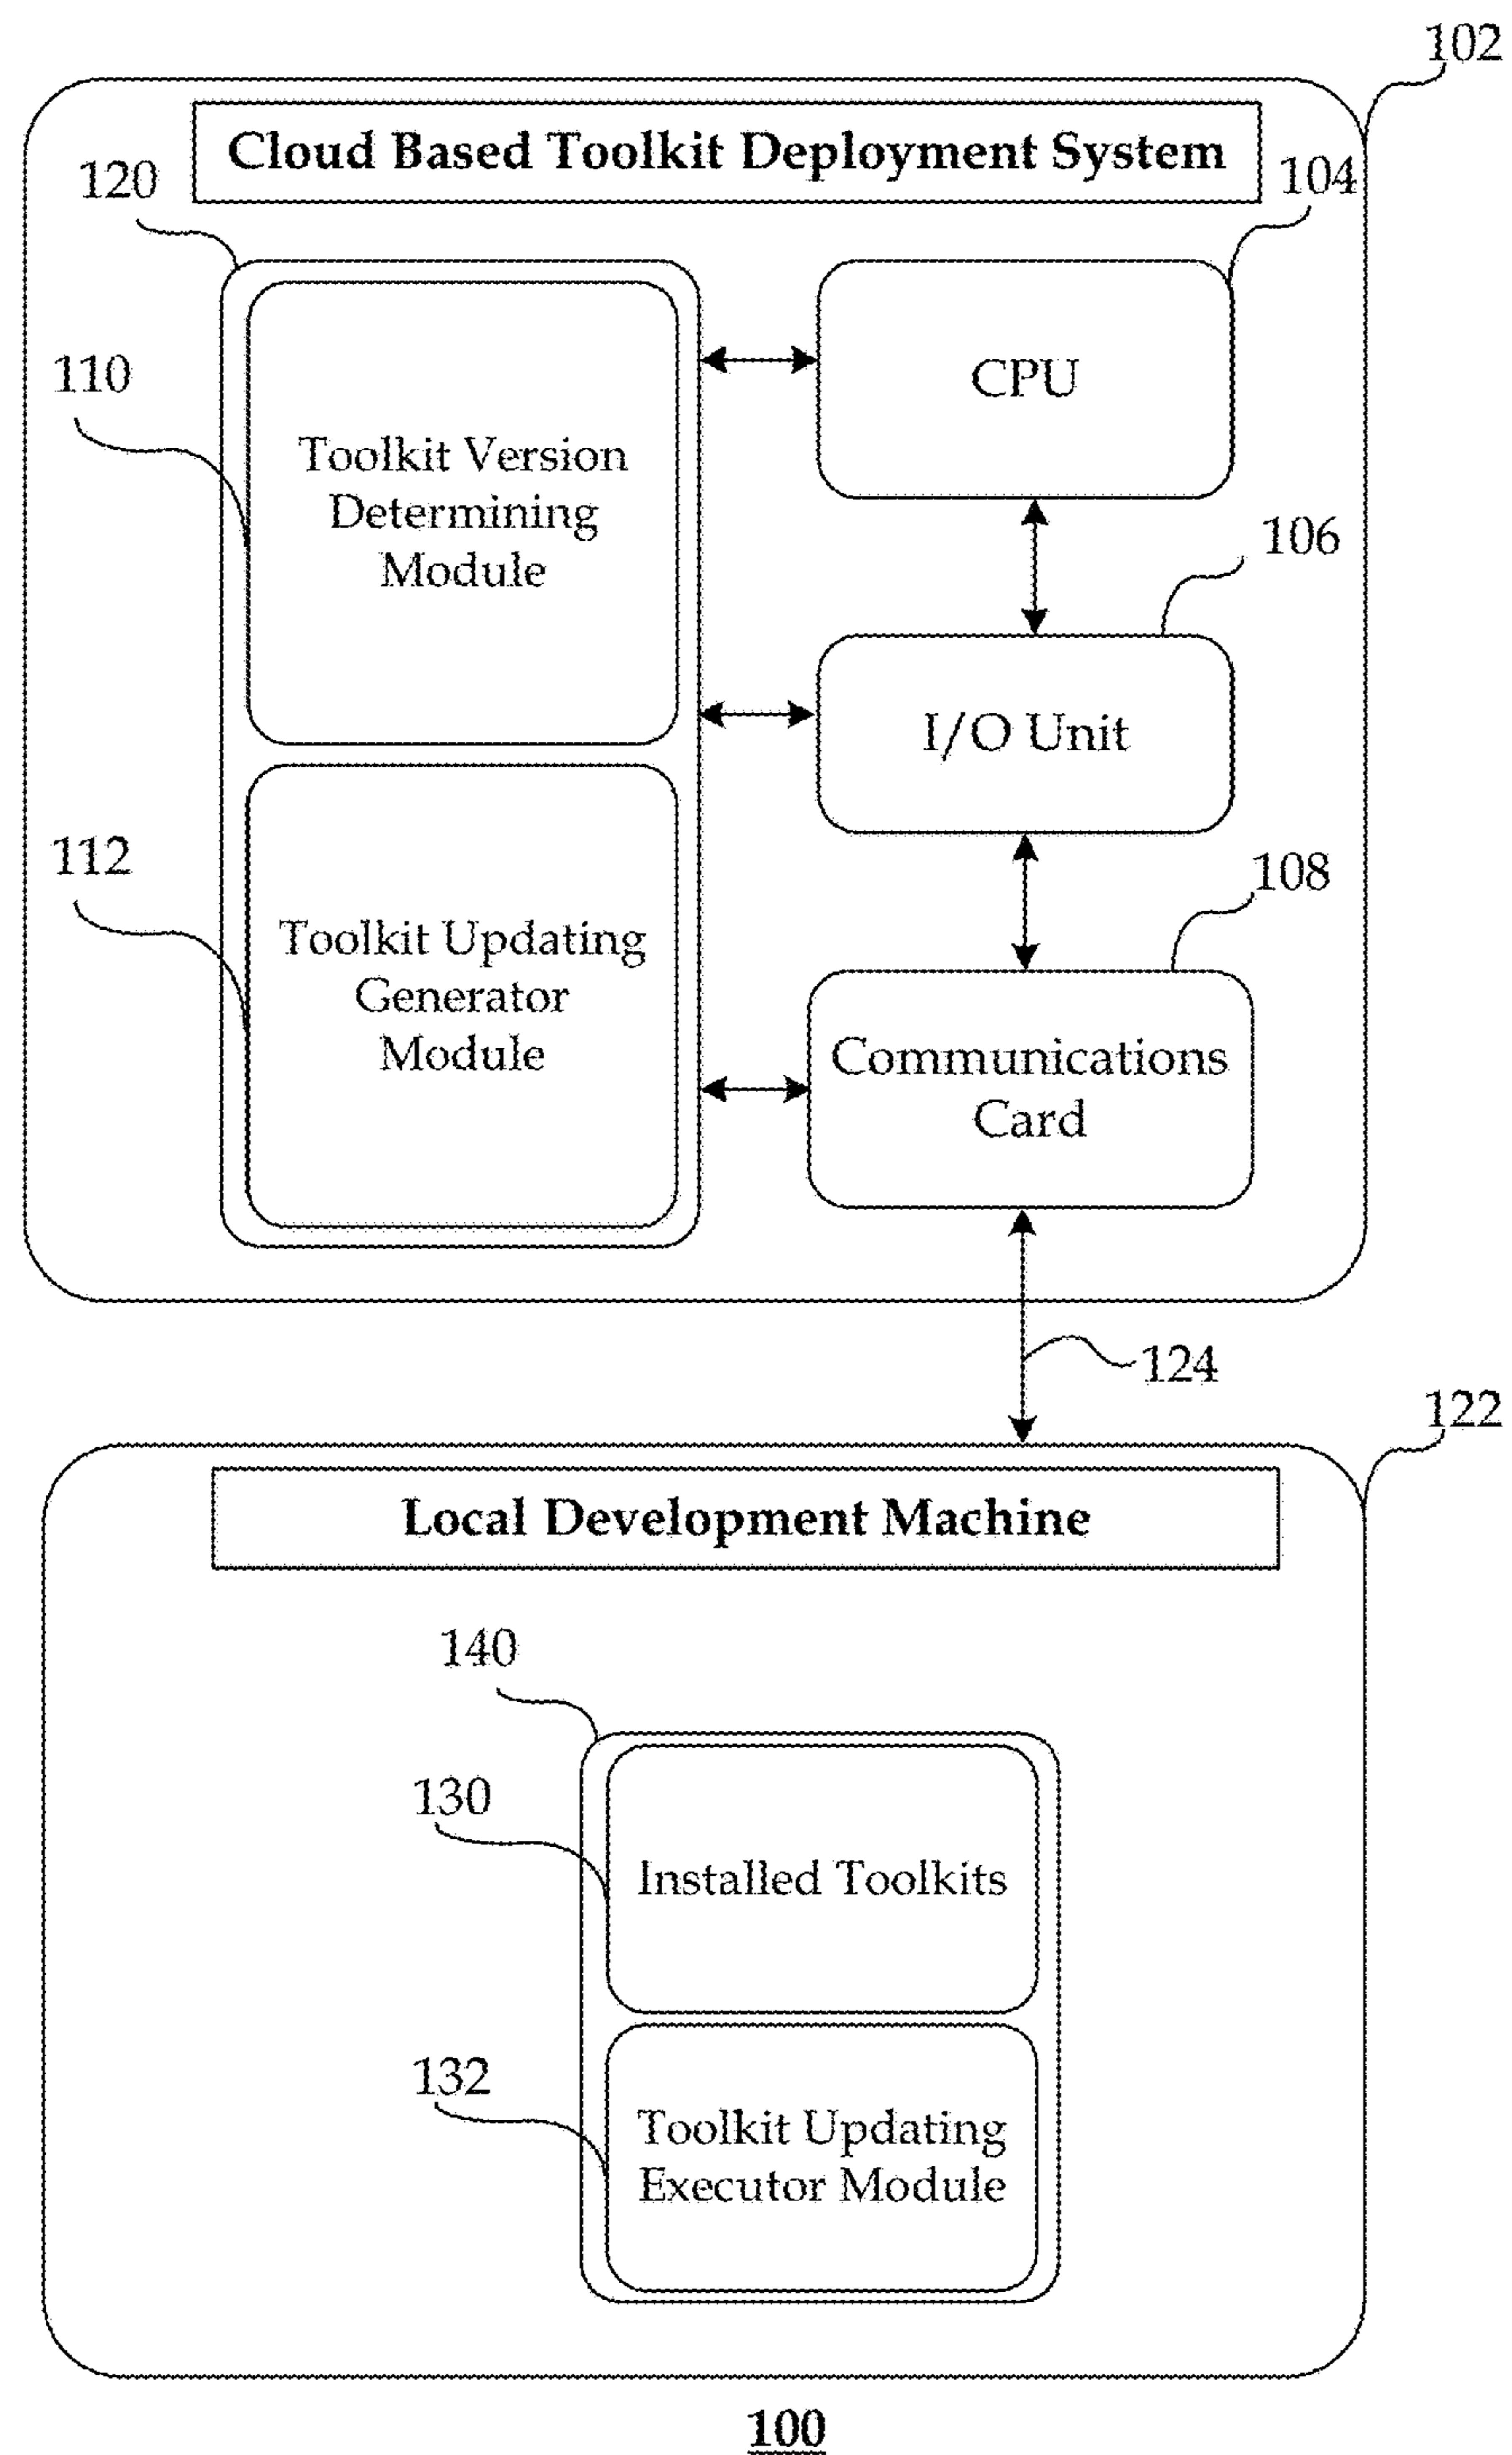 102
Cloud Based Toolkit Deployment System
120
104
110
Toolkit Version
Determining
Module
CPU
106
I/O Unit
112
Toolkit Updating
Generator
Module
108
Communications
Card
124
122
Local Development Machine
140
130
Installed Toolkits
132
Toolkit Updating
Executor Module
100